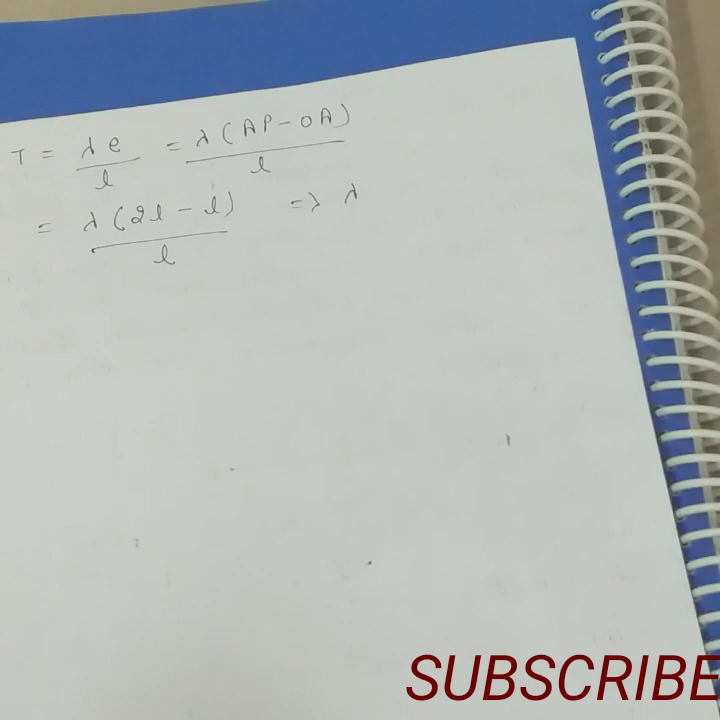 T = λe/l = λ(AP-OA)/l
= λ(2l-l)/l => λ
SUBSCRIBE